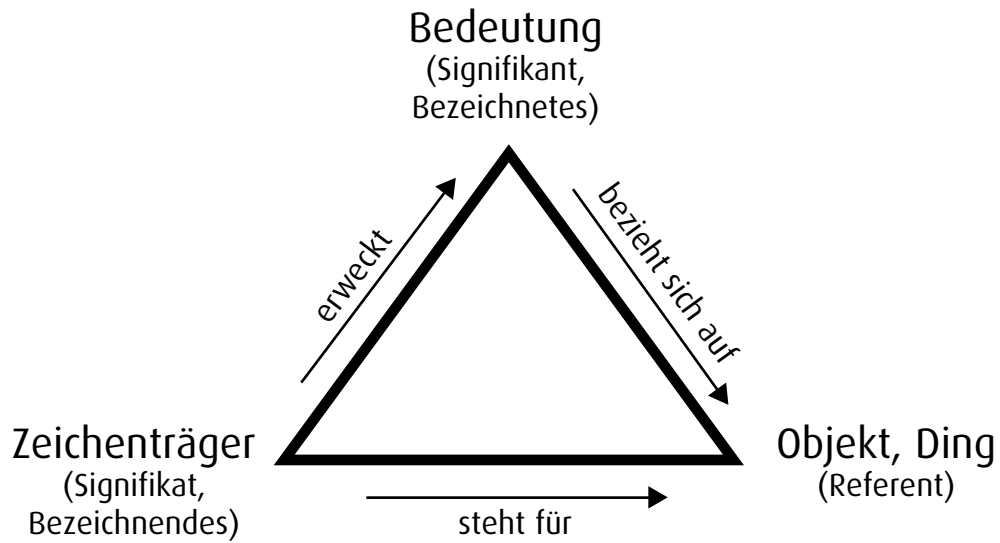 Bedeutung
(Signifikant,
Bezeichnetes)
erweckt
bezieht sich auf
Zeichenträger
(Signifikat,
Bezeichnendes)
Objekt, Ding
(Referent)
steht für